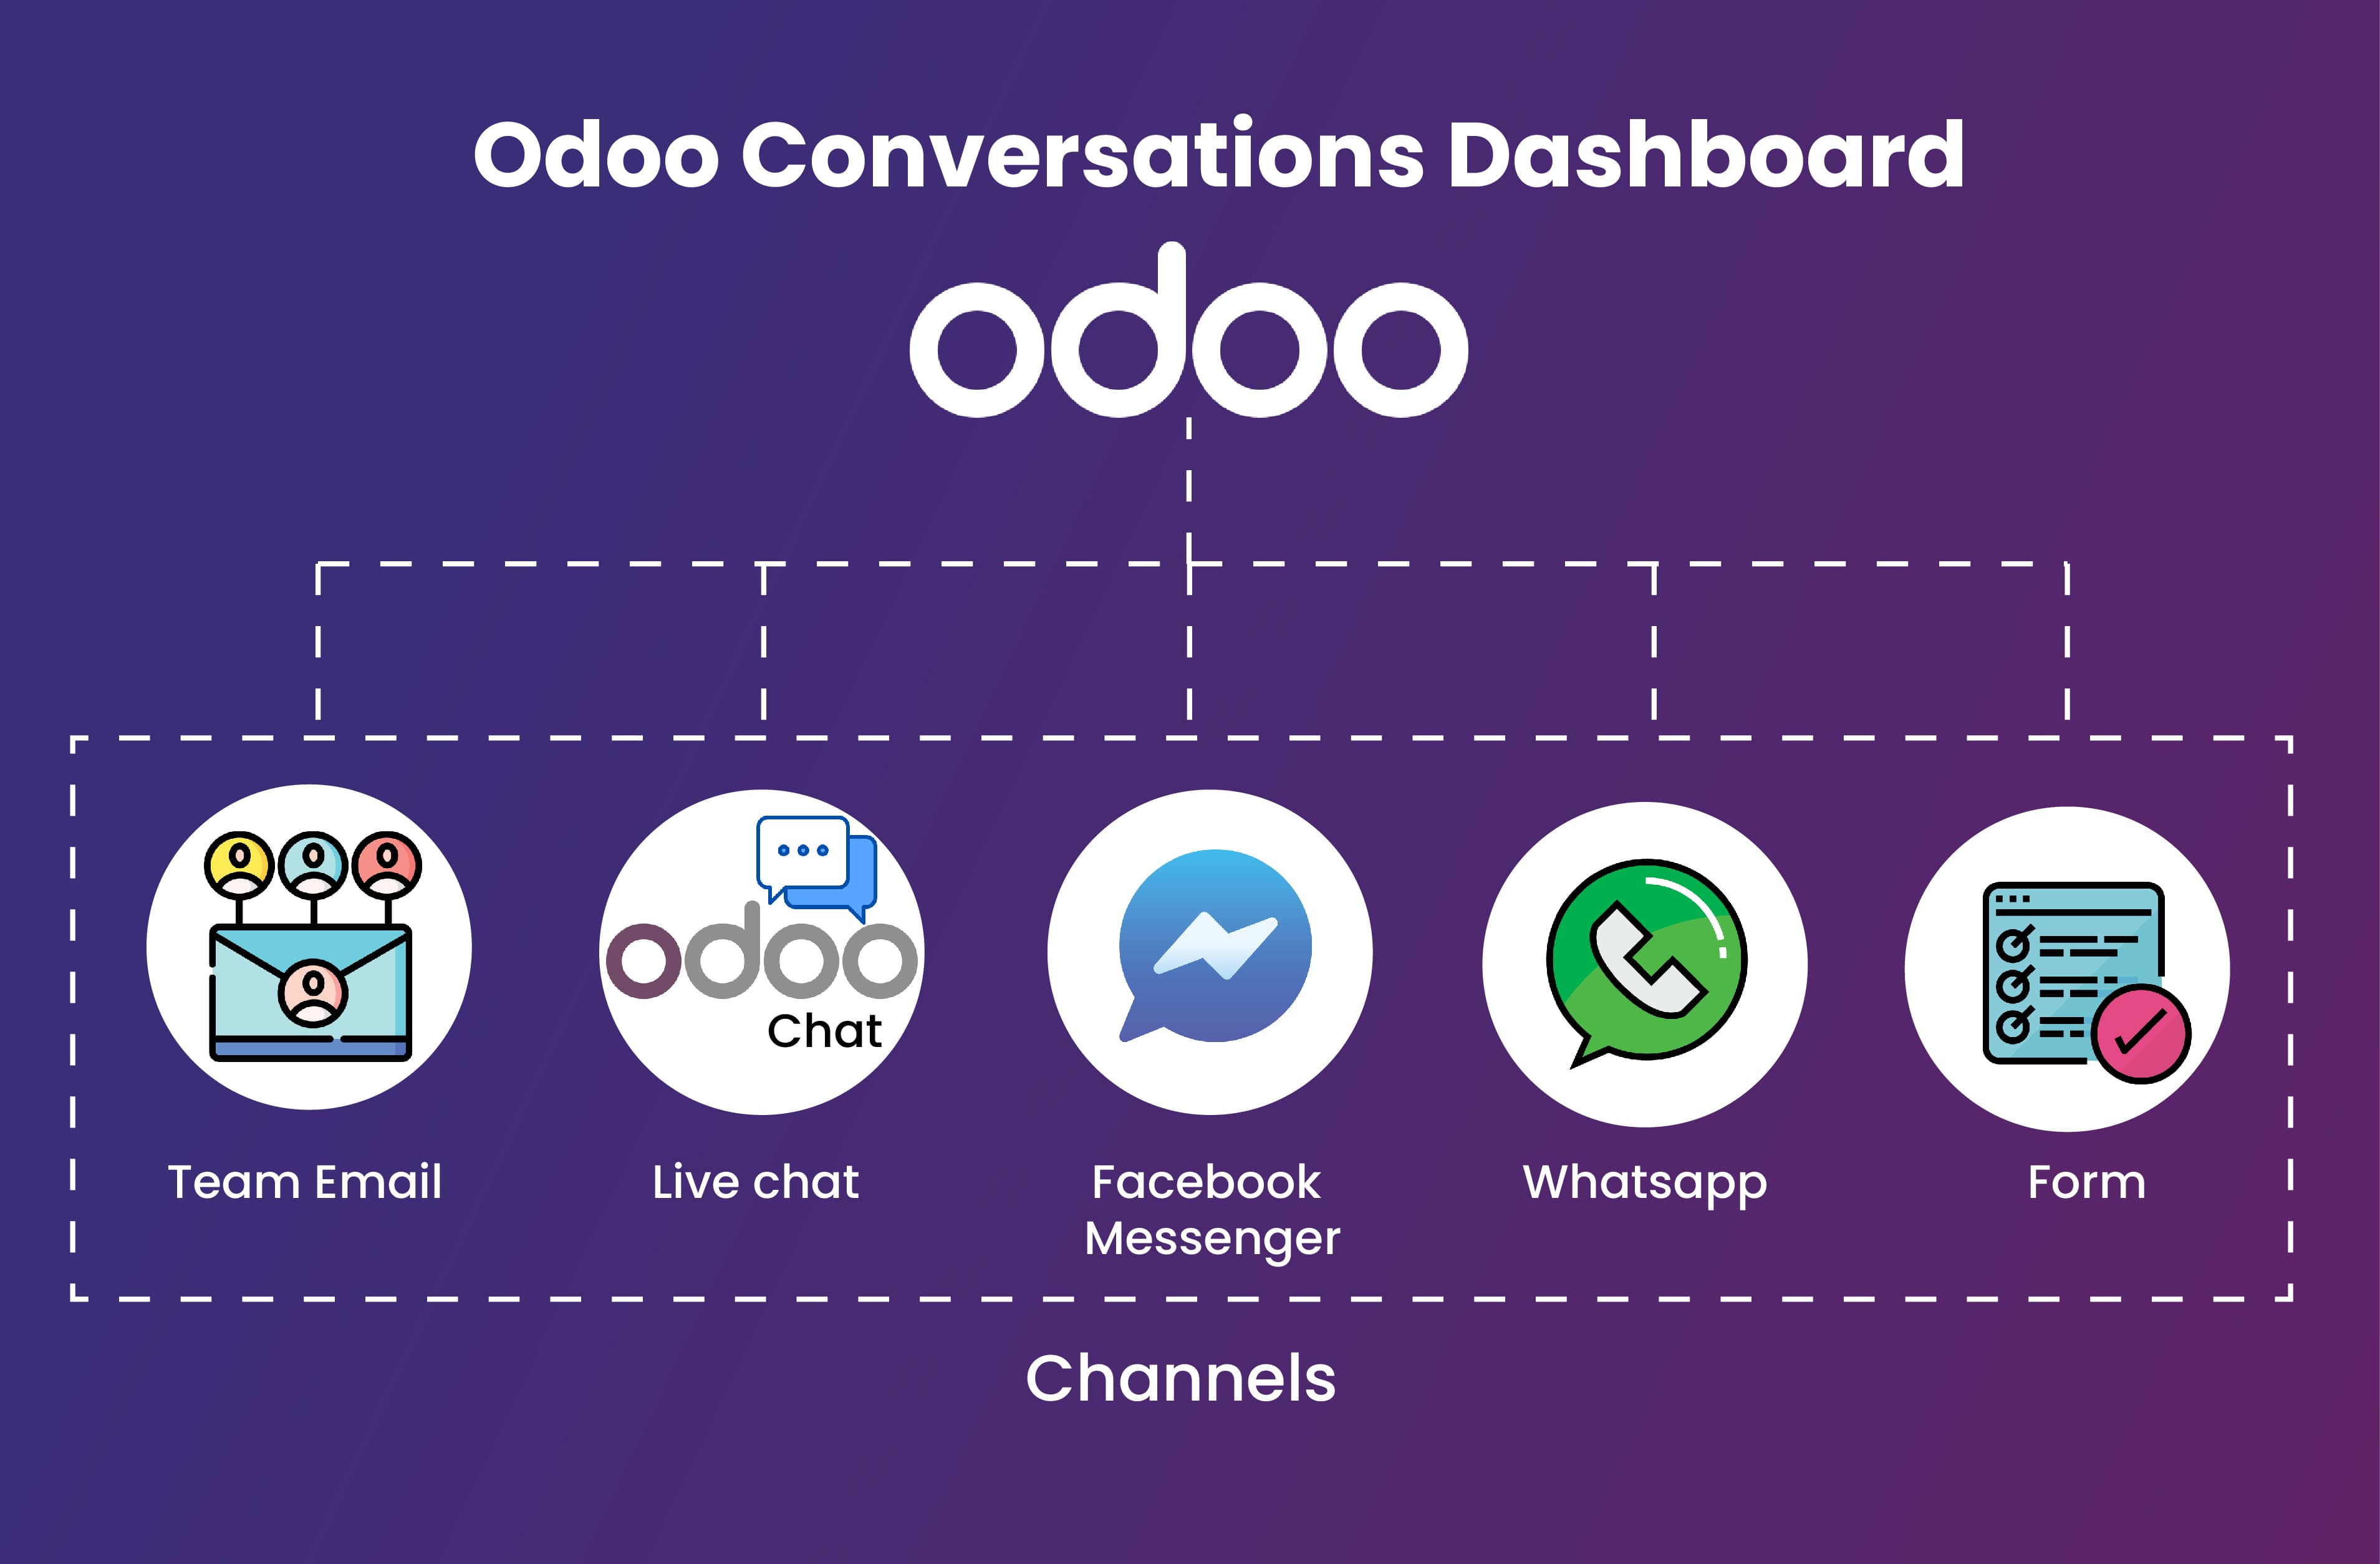 Odoo Conversations Dashboard
odoo
odoo
Chat
Team Email
Live chat
Facebook
Messenger
Whatsapp
Form
Channels